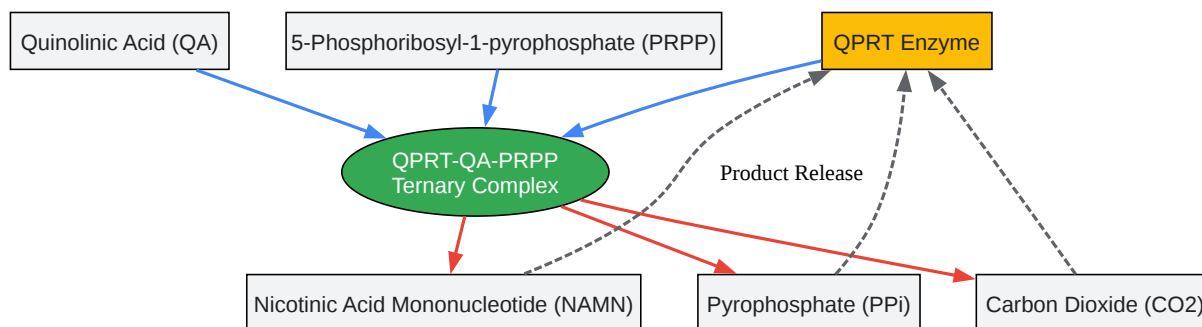 Quinolinic Acid (QA)
5-Phosphoribosyl-1-pyrophosphate (PRPP)
QPRT Enzyme
QPRT-QA-PRPP
Ternary Complex
Product Release
Nicotinic Acid Mononucleotide (NAMN)
Pyrophosphate (PPi)
Carbon Dioxide (CO2)